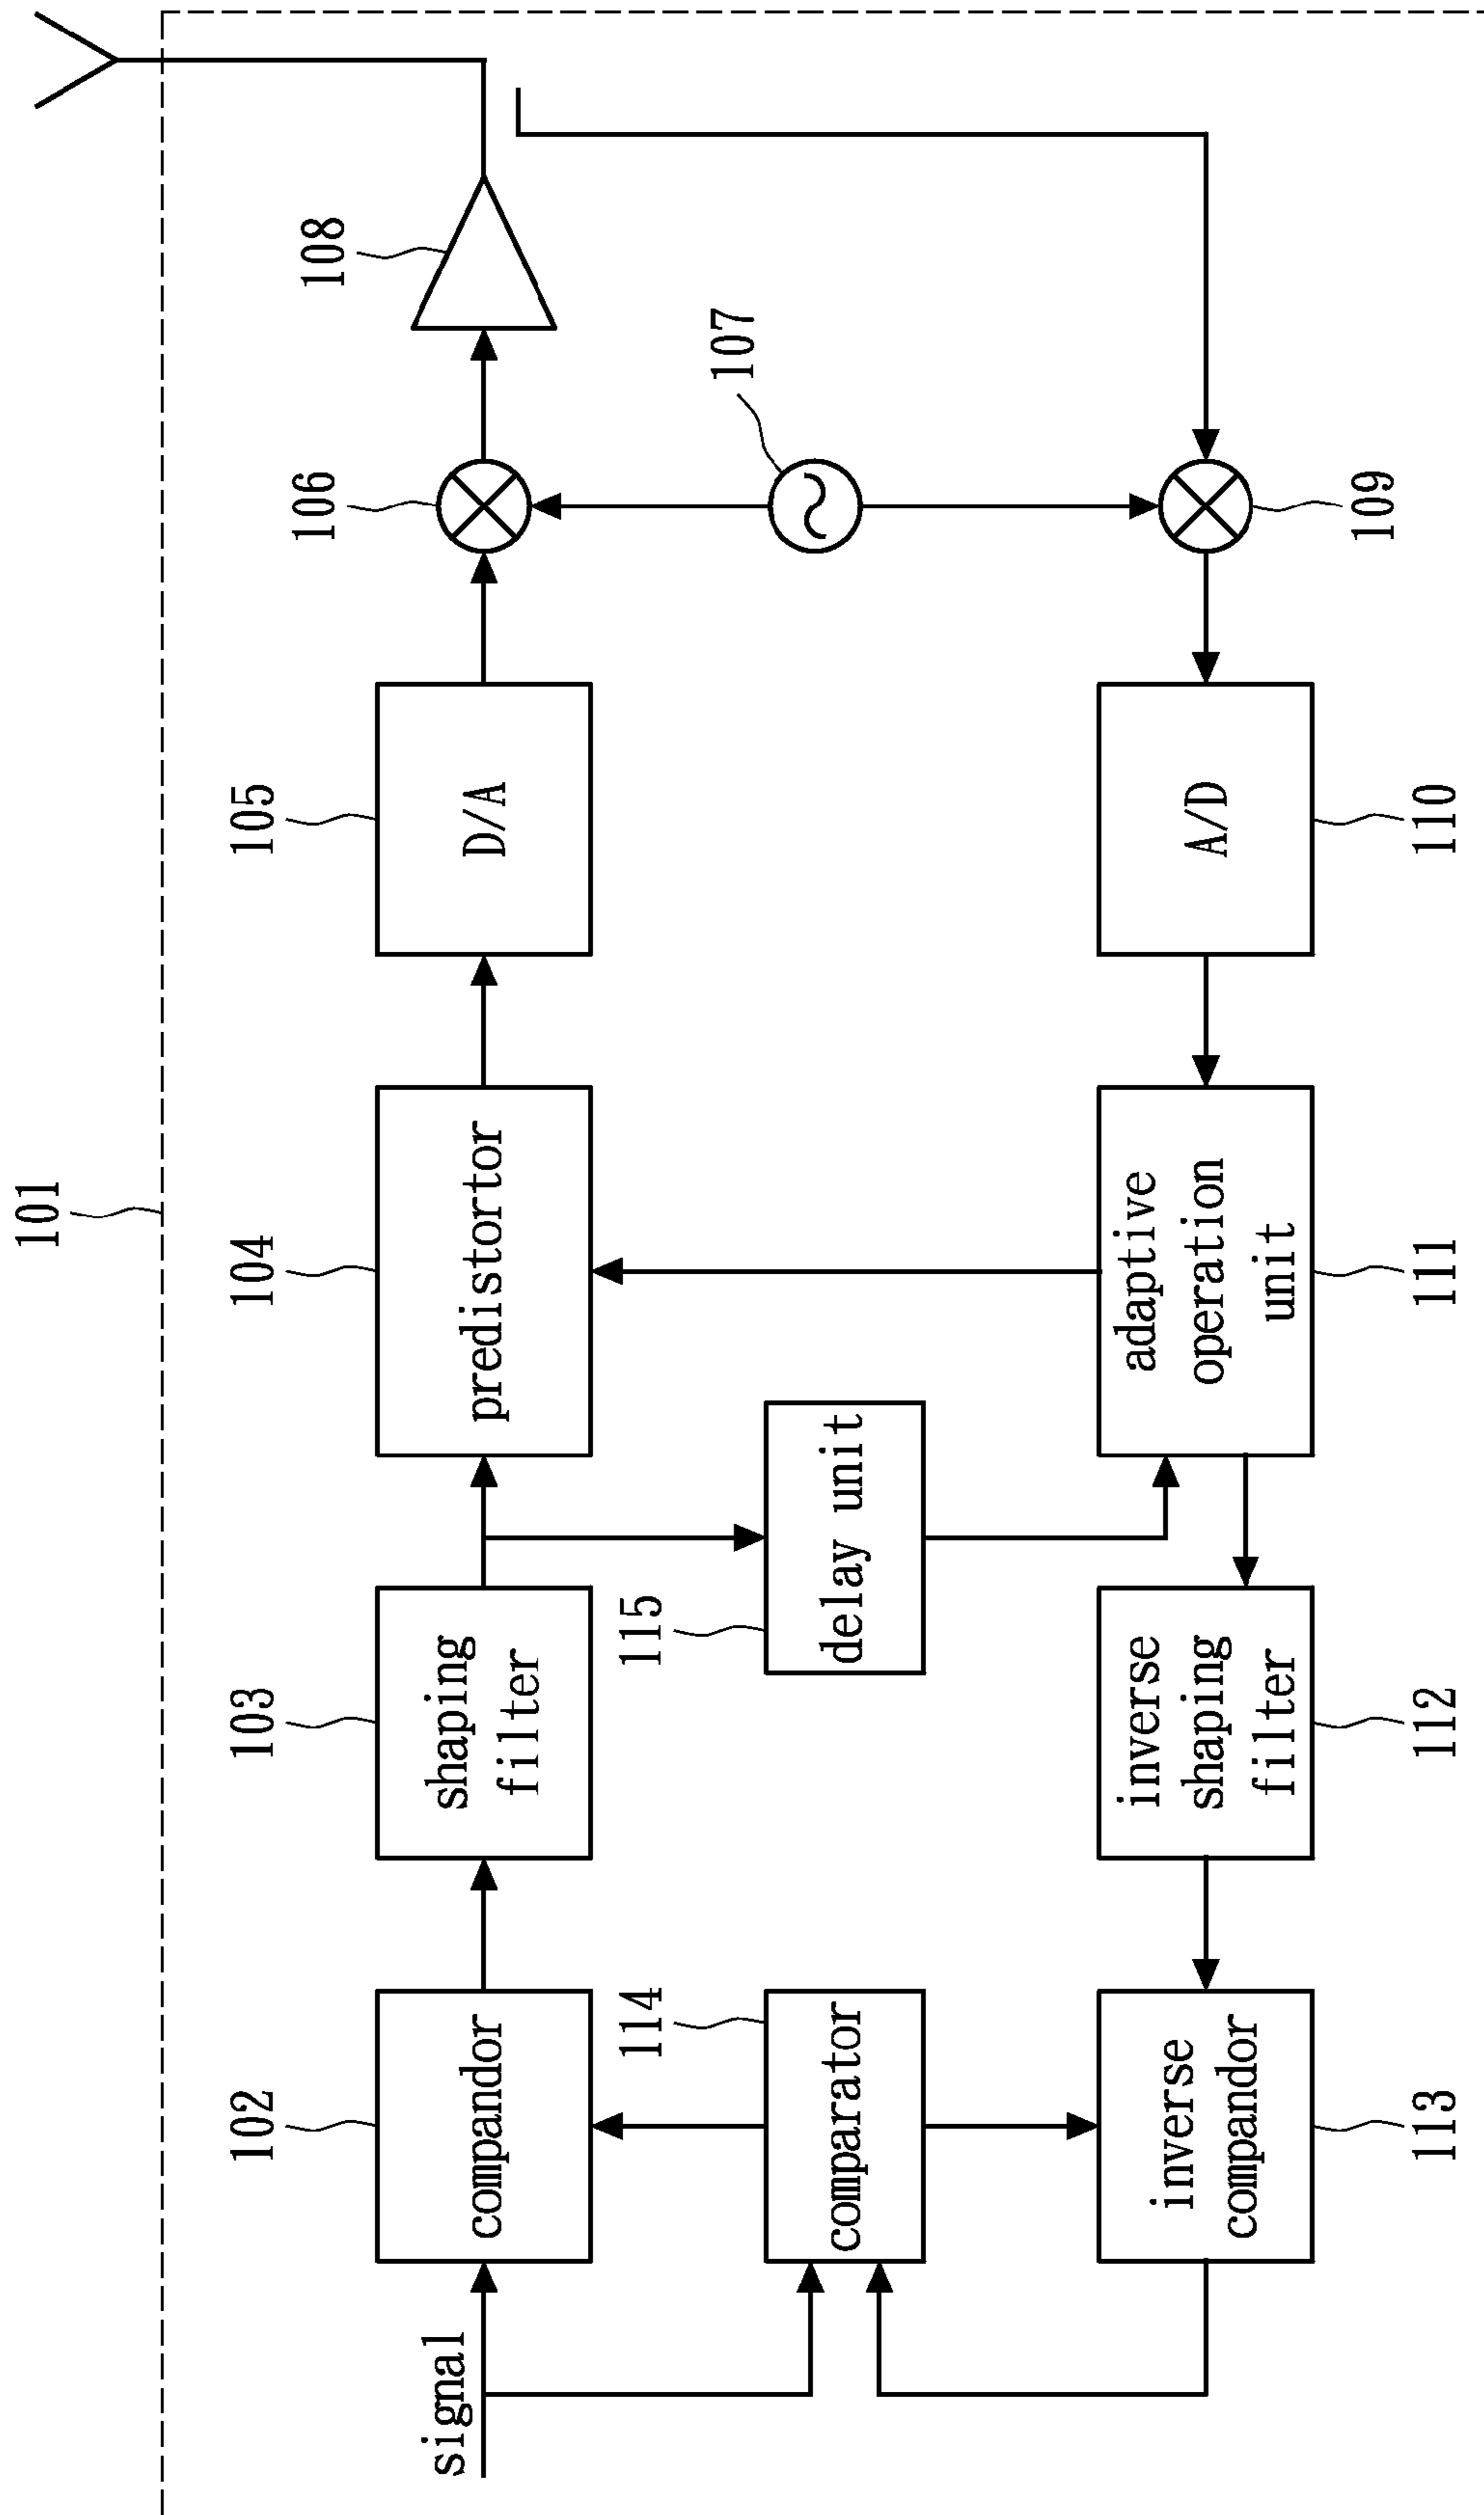 101
102
103
104
105
106
108
signal
compandor
shaping
filter
predistortor
D/A
107
114
comparator
115
delay unit
inverse
compandor
inverse
shaping
filter
adaptive
operation
unit
A/D
113
112
111
110
109